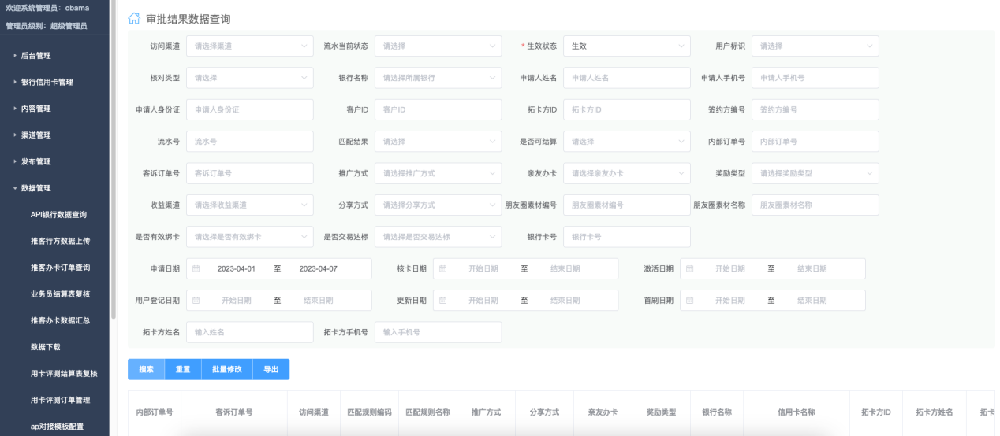 欢迎系统管理员：obama
管理员级别：超级管理员
后台管理
银行信用卡管理
内容管理
渠道管理
发布管理
数据管理
API银行数据查询
推客行方数据上传
推客办卡订单查询
业务员结算表复核
推客办卡数据汇总
数据下载
用卡评测结算表复核
用卡评测订单管理
ap对接模板配置
审批结果数据查询
访问渠道 请选择渠道 流水当前状态 请选择 * 生效状态 生效 用户标识 请选择
核对类型 请选择 银行名称 请选择所属银行 申请人姓名 申请人姓名 申请人手机号 申请人手机号
申请人身份证 申请人身份证 客户ID 客户ID 拓卡方ID 拓卡方ID 签约方编号 签约方编号
流水号 流水号 匹配结果 请选择 是否可结算 请选择 内部订单号 内部订单号
客诉订单号 客诉订单号 推广方式 请选择推广方式 亲友办卡 请选择亲友办卡 奖励类型 请选择奖励类型
收益渠道 请选择收益渠道 分享方式 请选择分享方式 朋友圈素材编号 朋友圈素材编号 朋友圈素材名称 朋友圈素材名称
是否有效绑卡 请选择是否有效绑卡 是否交易达标 请选择是否交易达标 银行卡号 银行卡号
申请日期 2023-04-01 至 2023-04-07 核卡日期 开始日期 至 结束日期 激活日期 开始日期 至 结束日期
用户登记日期 开始日期 至 结束日期 更新日期 开始日期 至 结束日期 首刷日期 开始日期 至 结束日期
拓卡方姓名 输入姓名 拓卡方手机号 输入手机号
搜索 重置 批量修改 导出
内部订单号 客诉订单号 访问渠道 匹配规则编码 匹配规则名称 推广方式 分享方式 亲友办卡 奖励类型 银行名称 信用卡名称 拓卡方ID 拓卡方姓名 拓卡